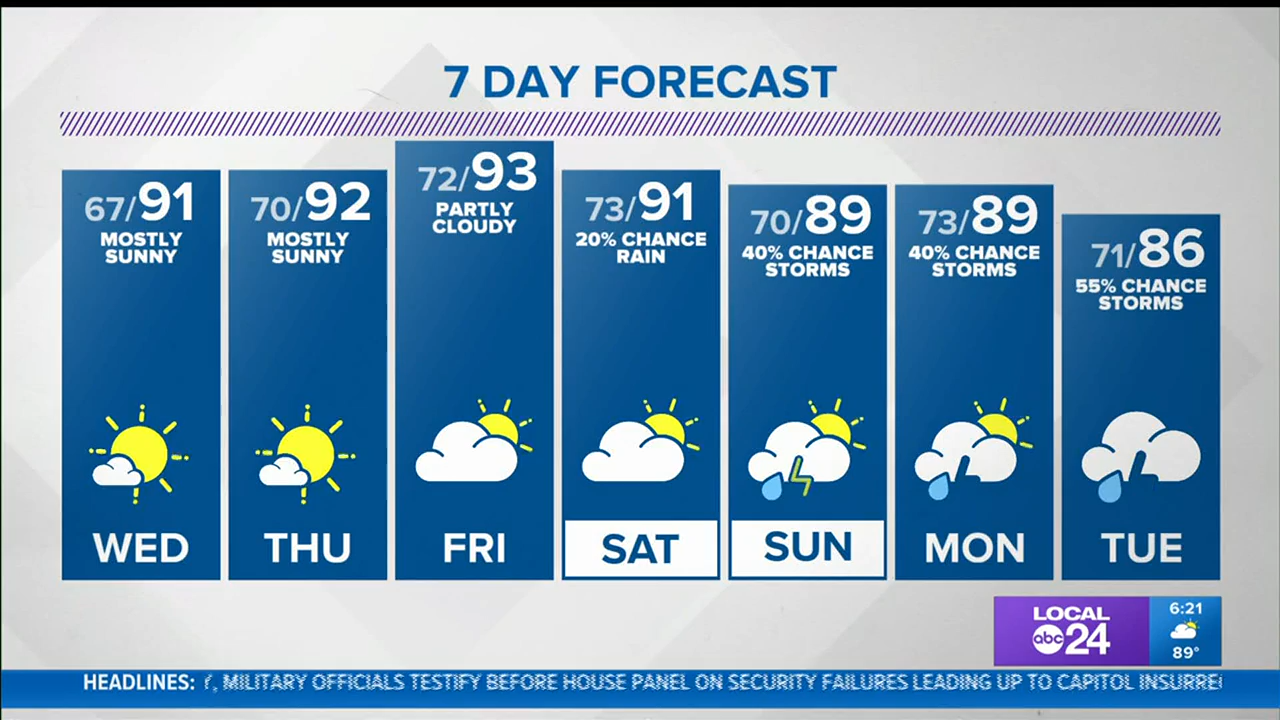 7 DAY FORECAST
67/91
MOSTLY
SUNNY
WED
70/92
MOSTLY
SUNNY
THU
72/93
PARTLY
CLOUDY
FRI
73/91
20% CHANCE
RAIN
SAT
70/89
40% CHANCE
STORMS
SUN
73/89
40% CHANCE
STORMS
MON
71/86
55% CHANCE
STORMS
TUE
LOCAL
abc 24
6:21
89°
HEADLINES: , MILITARY OFFICIALS TESTIFY BEFORE HOUSE PANEL ON SECURITY FAILURES LEADING UP TO CAPITOL INSURRE